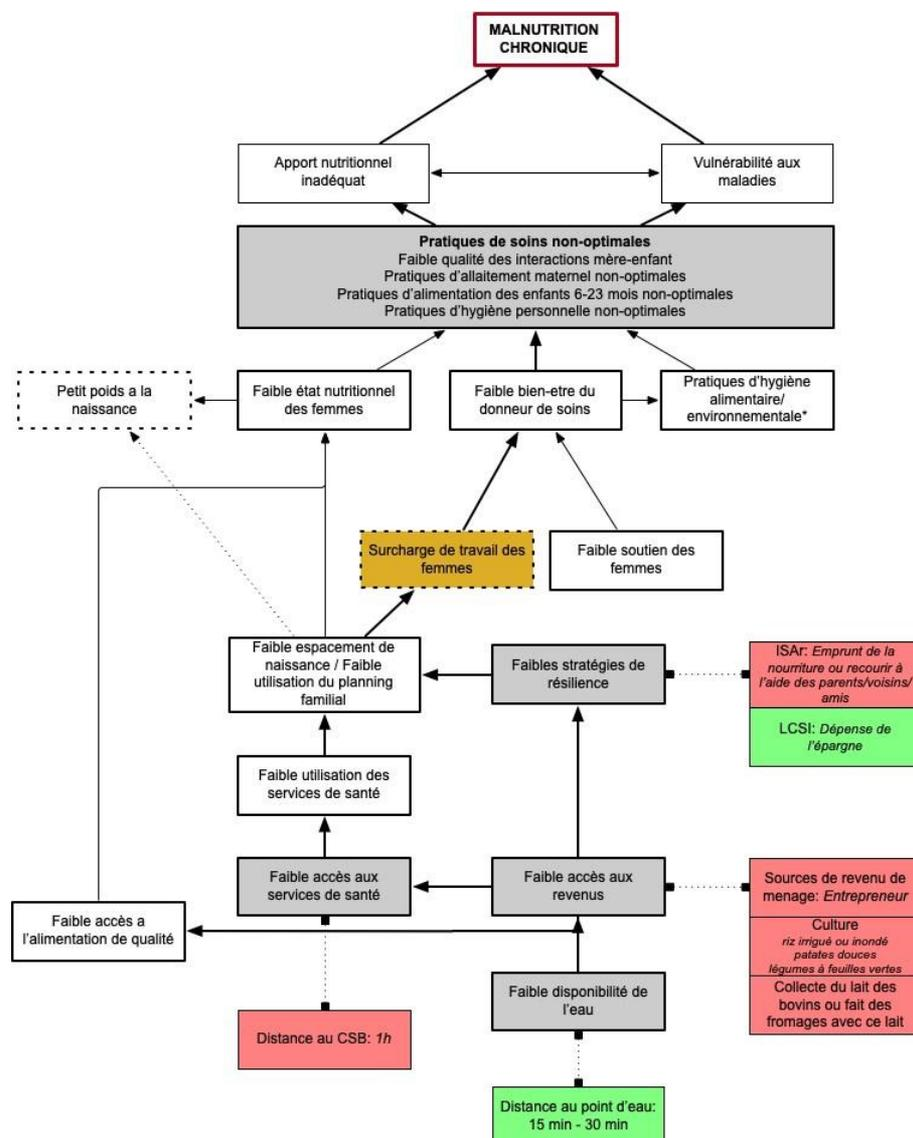 MALNUTRITION
CHRONIQUE
Apport nutritionnel
inadéquat
Vulnérabilité aux
maladies
Pratiques de soins non-optimales
Faible qualité des interactions mère-enfant
Pratiques d'allaitement maternel non-optimales
Pratiques d'alimentation des enfants 6-23 mois non-optimales
Pratiques d'hygiène personnelle non-optimales
Petit poids a la
naissance
Faible état nutritionnel
des femmes
Faible bien-etre du
donneur de soins
Pratiques d'hygiène
alimentaire/
environnementale*
Surcharge de travail des
femmes
Faible soutien des
femmes
Faible espacement de
naissance / Faible
utilisation du planning
familial
Faibles stratégies de
résilience
ISAr: Emprunt de la
nourriture ou recourir à
l'aide des parents/voisins/
amis
LCSI: Dépense de
l'épargne
Faible utilisation des
services de santé
Faible accès aux
services de santé
Faible accès aux
revenus
Sources de revenu de
menage: Entrepreneur
Faible accès a
l'alimentation de qualité
Culture
riz irrigué ou inondé
patates douces
légumes à feuilles vertes
Faible disponibilité de
l'eau
Collecte du lait des
bovins ou fait des
fromages avec ce lait
Distance au CSB: 1h
Distance au point d'eau:
15 min - 30 min